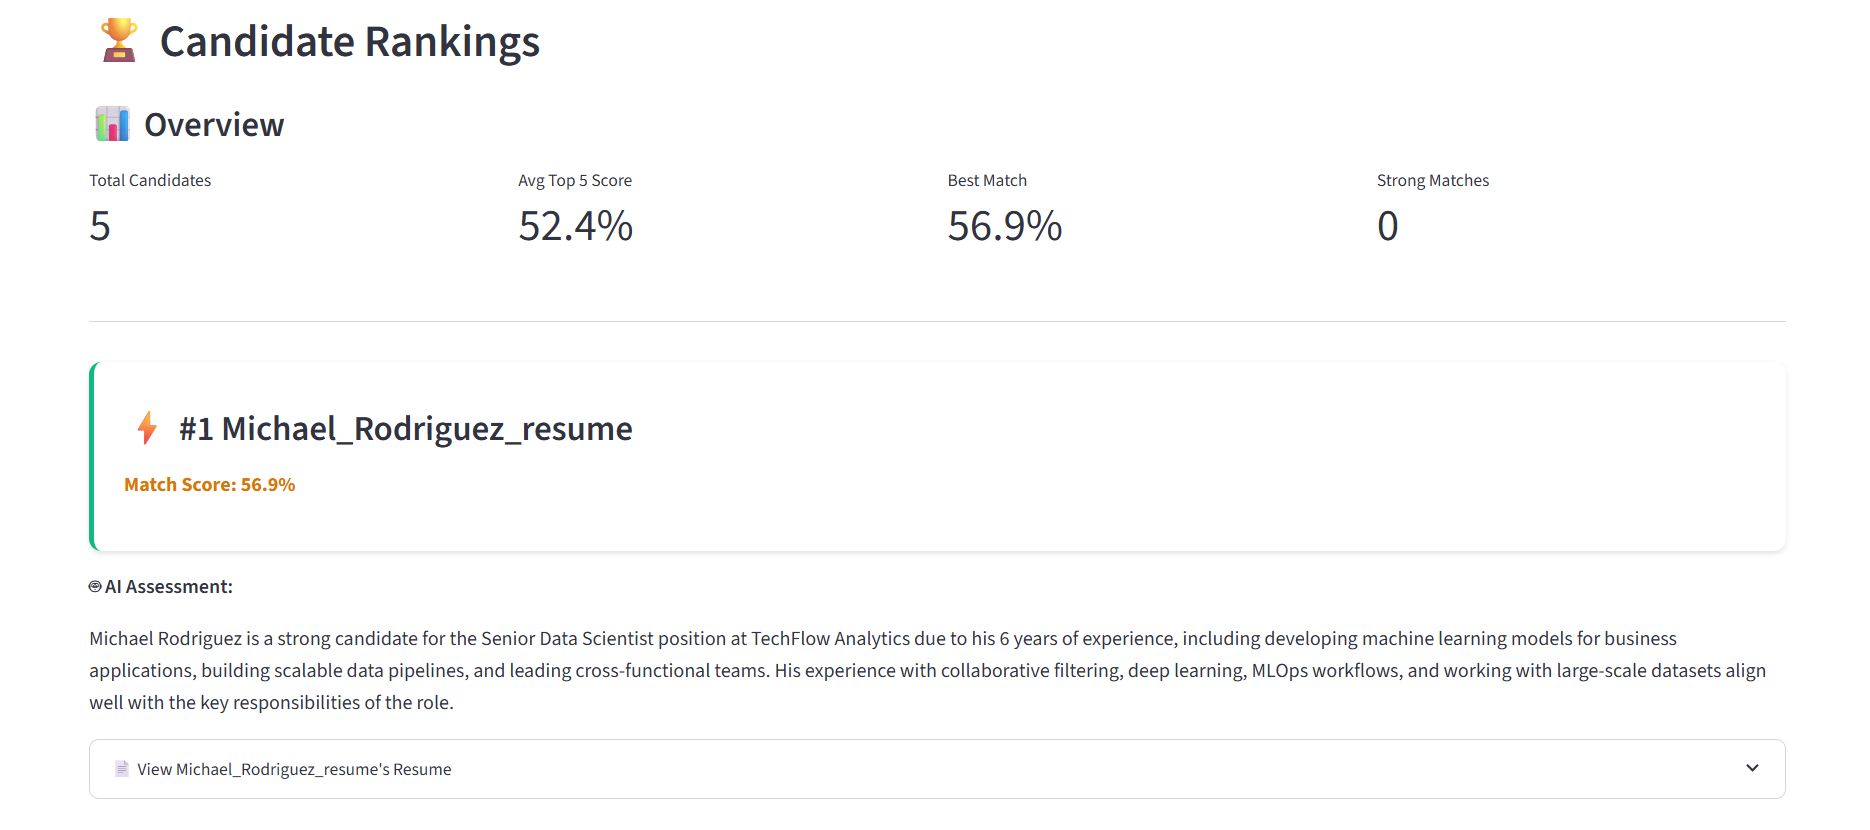 Candidate Rankings
Overview
Total Candidates
5
Avg Top 5 Score
52.4%
Best Match
56.9%
Strong Matches
0
#1 Michael_Rodriguez_resume
Match Score: 56.9%
AI Assessment:
Michael Rodriguez is a strong candidate for the Senior Data Scientist position at TechFlow Analytics due to his 6 years of experience, including developing machine learning models for business
applications, building scalable data pipelines, and leading cross-functional teams. His experience with collaborative filtering, deep learning, MLOps workflows, and working with large-scale datasets align
well with the key responsibilities of the role.
View Michael_Rodriguez_resume's Resume